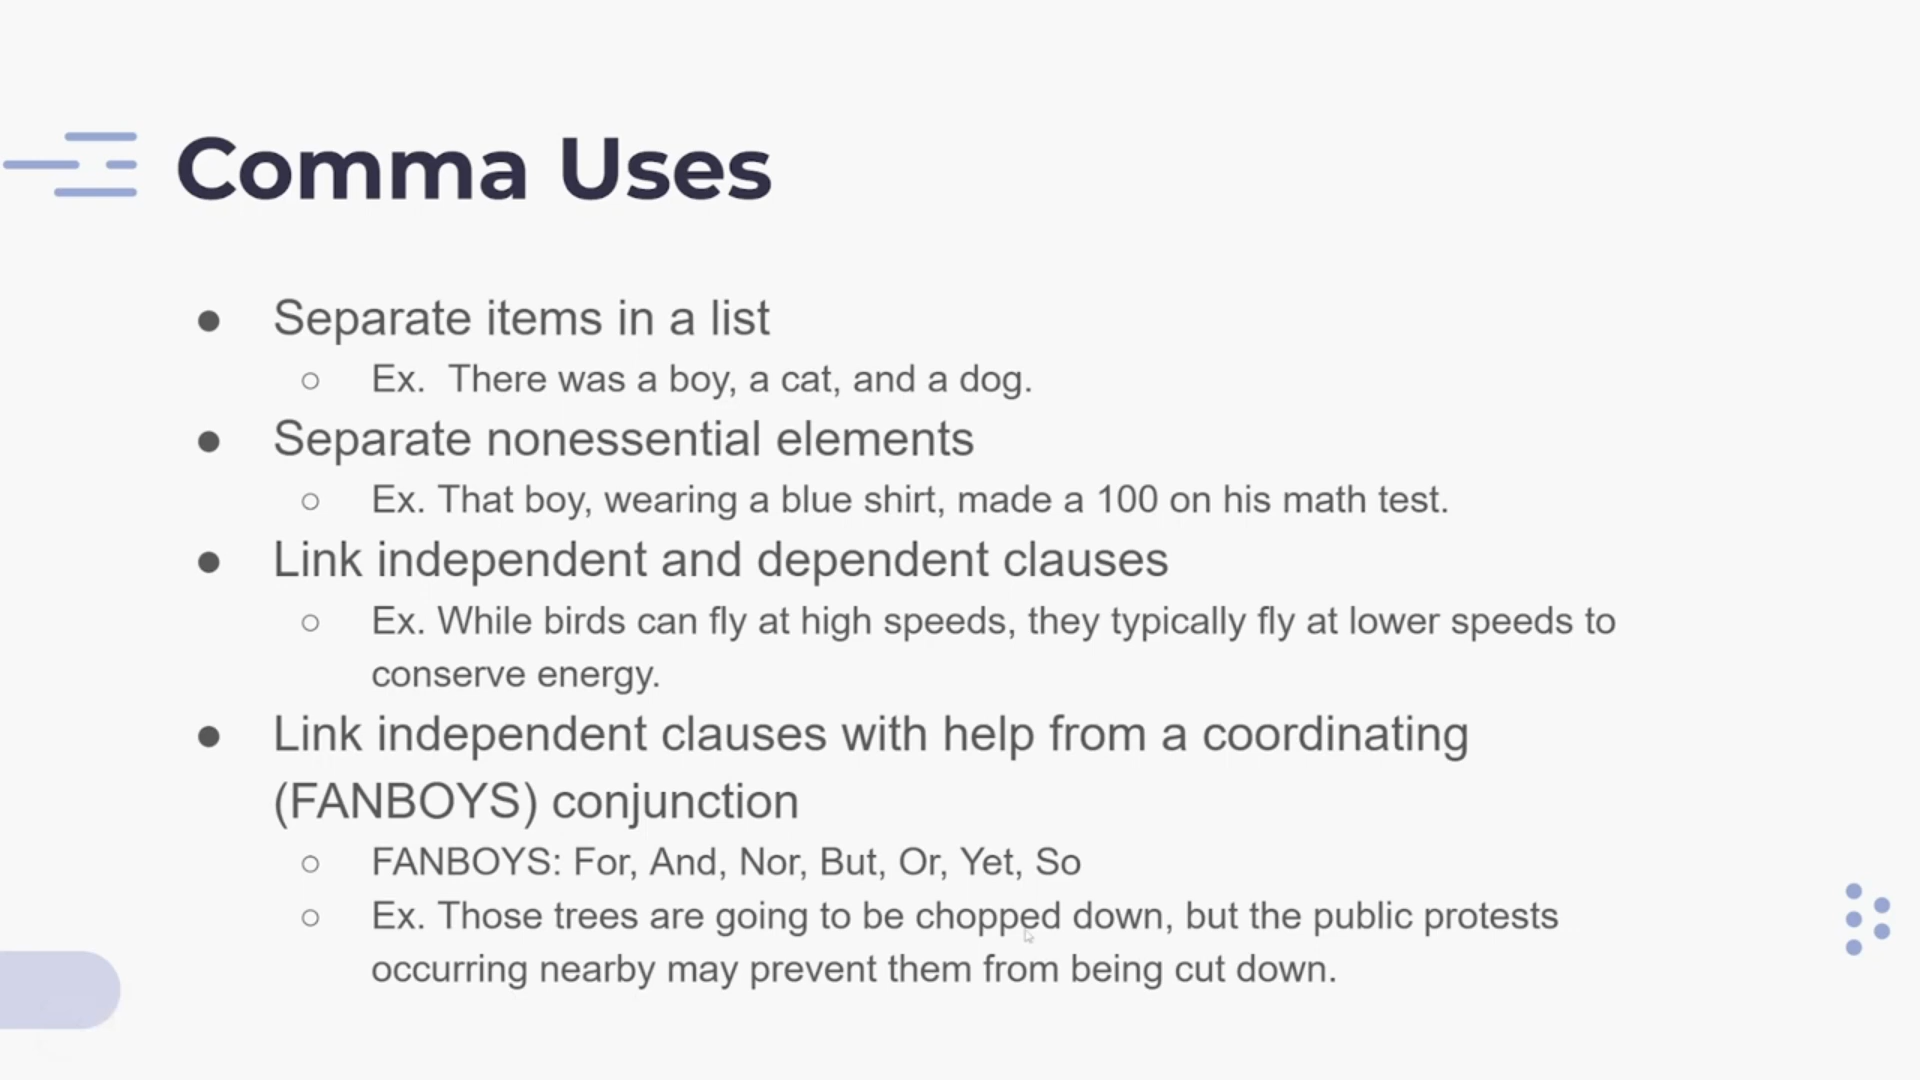 Comma Uses
● Separate items in a list
○ Ex. There was a boy, a cat, and a dog.
● Separate nonessential elements
○ Ex. That boy, wearing a blue shirt, made a 100 on his math test.
● Link independent and dependent clauses
○ Ex. While birds can fly at high speeds, they typically fly at lower speeds to
conserve energy.
● Link independent clauses with help from a coordinating
(FANBOYS) conjunction
○ FANBOYS: For, And, Nor, But, Or, Yet, So
○ Ex. Those trees are going to be chopped down, but the public protests
occurring nearby may prevent them from being cut down.